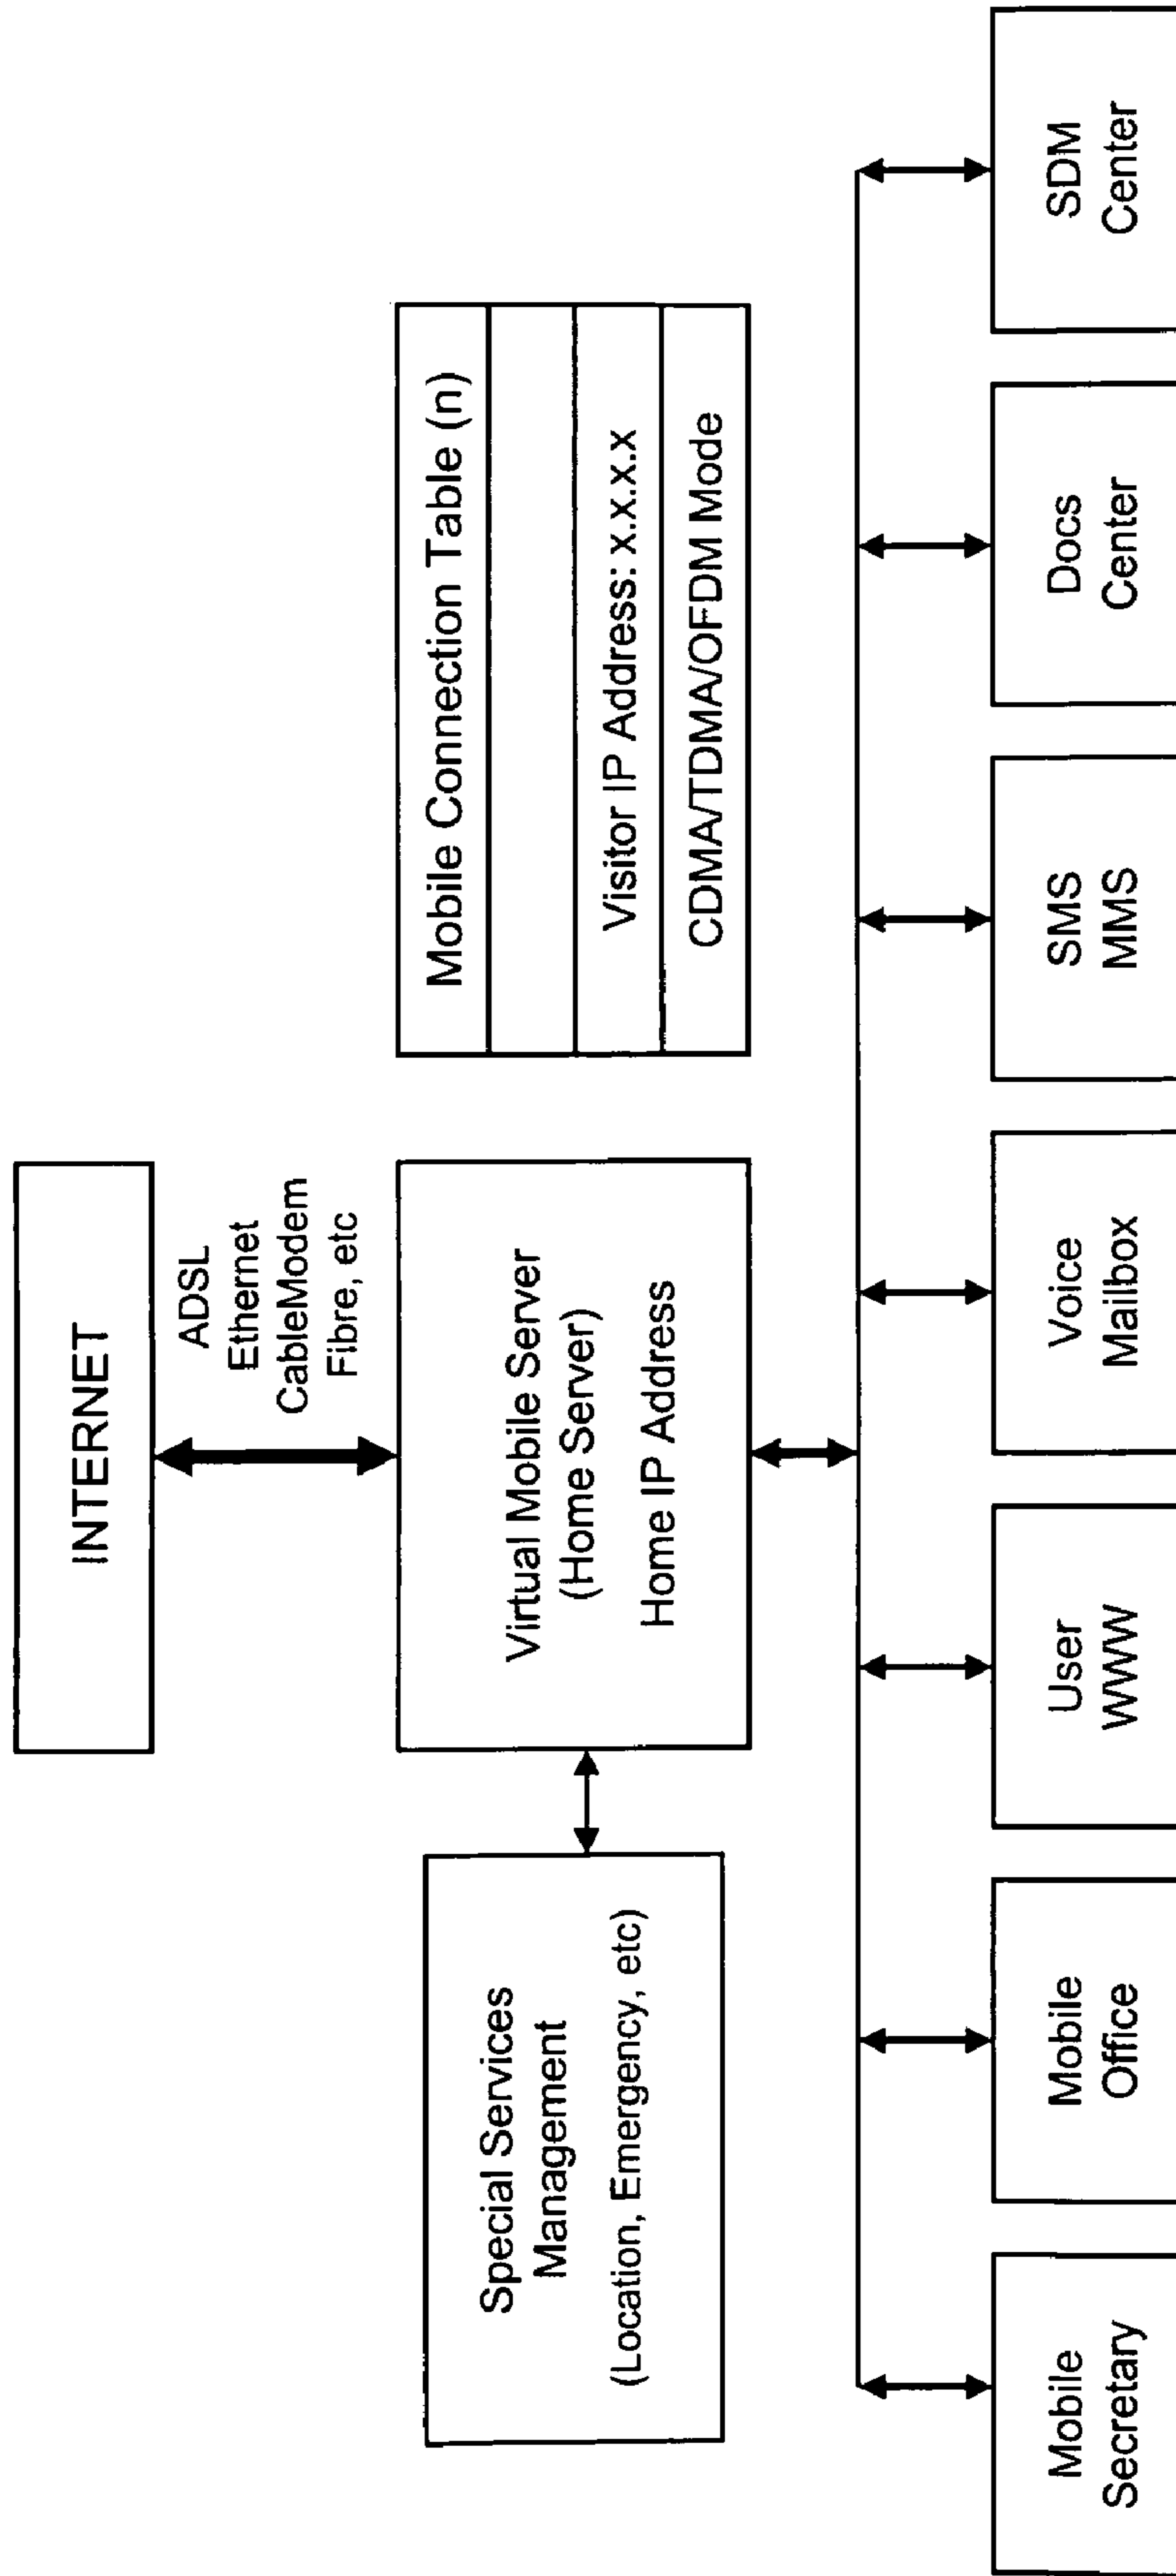 INTERNET
ADSL
Ethernet
CableModem
Fibre, etc
Special Services
Management
(Location, Emergency, etc)
Virtual Mobile Server
(Home Server)
Home IP Address
Mobile Connection Table (n)
Visitor IP Address: x.x.x.x
CDMA/TDMA/OFDM Mode
Mobile
Secretary
Mobile
Office
User
WWW
Voice
Mailbox
SMS
MMS
Docs
Center
SDM
Center